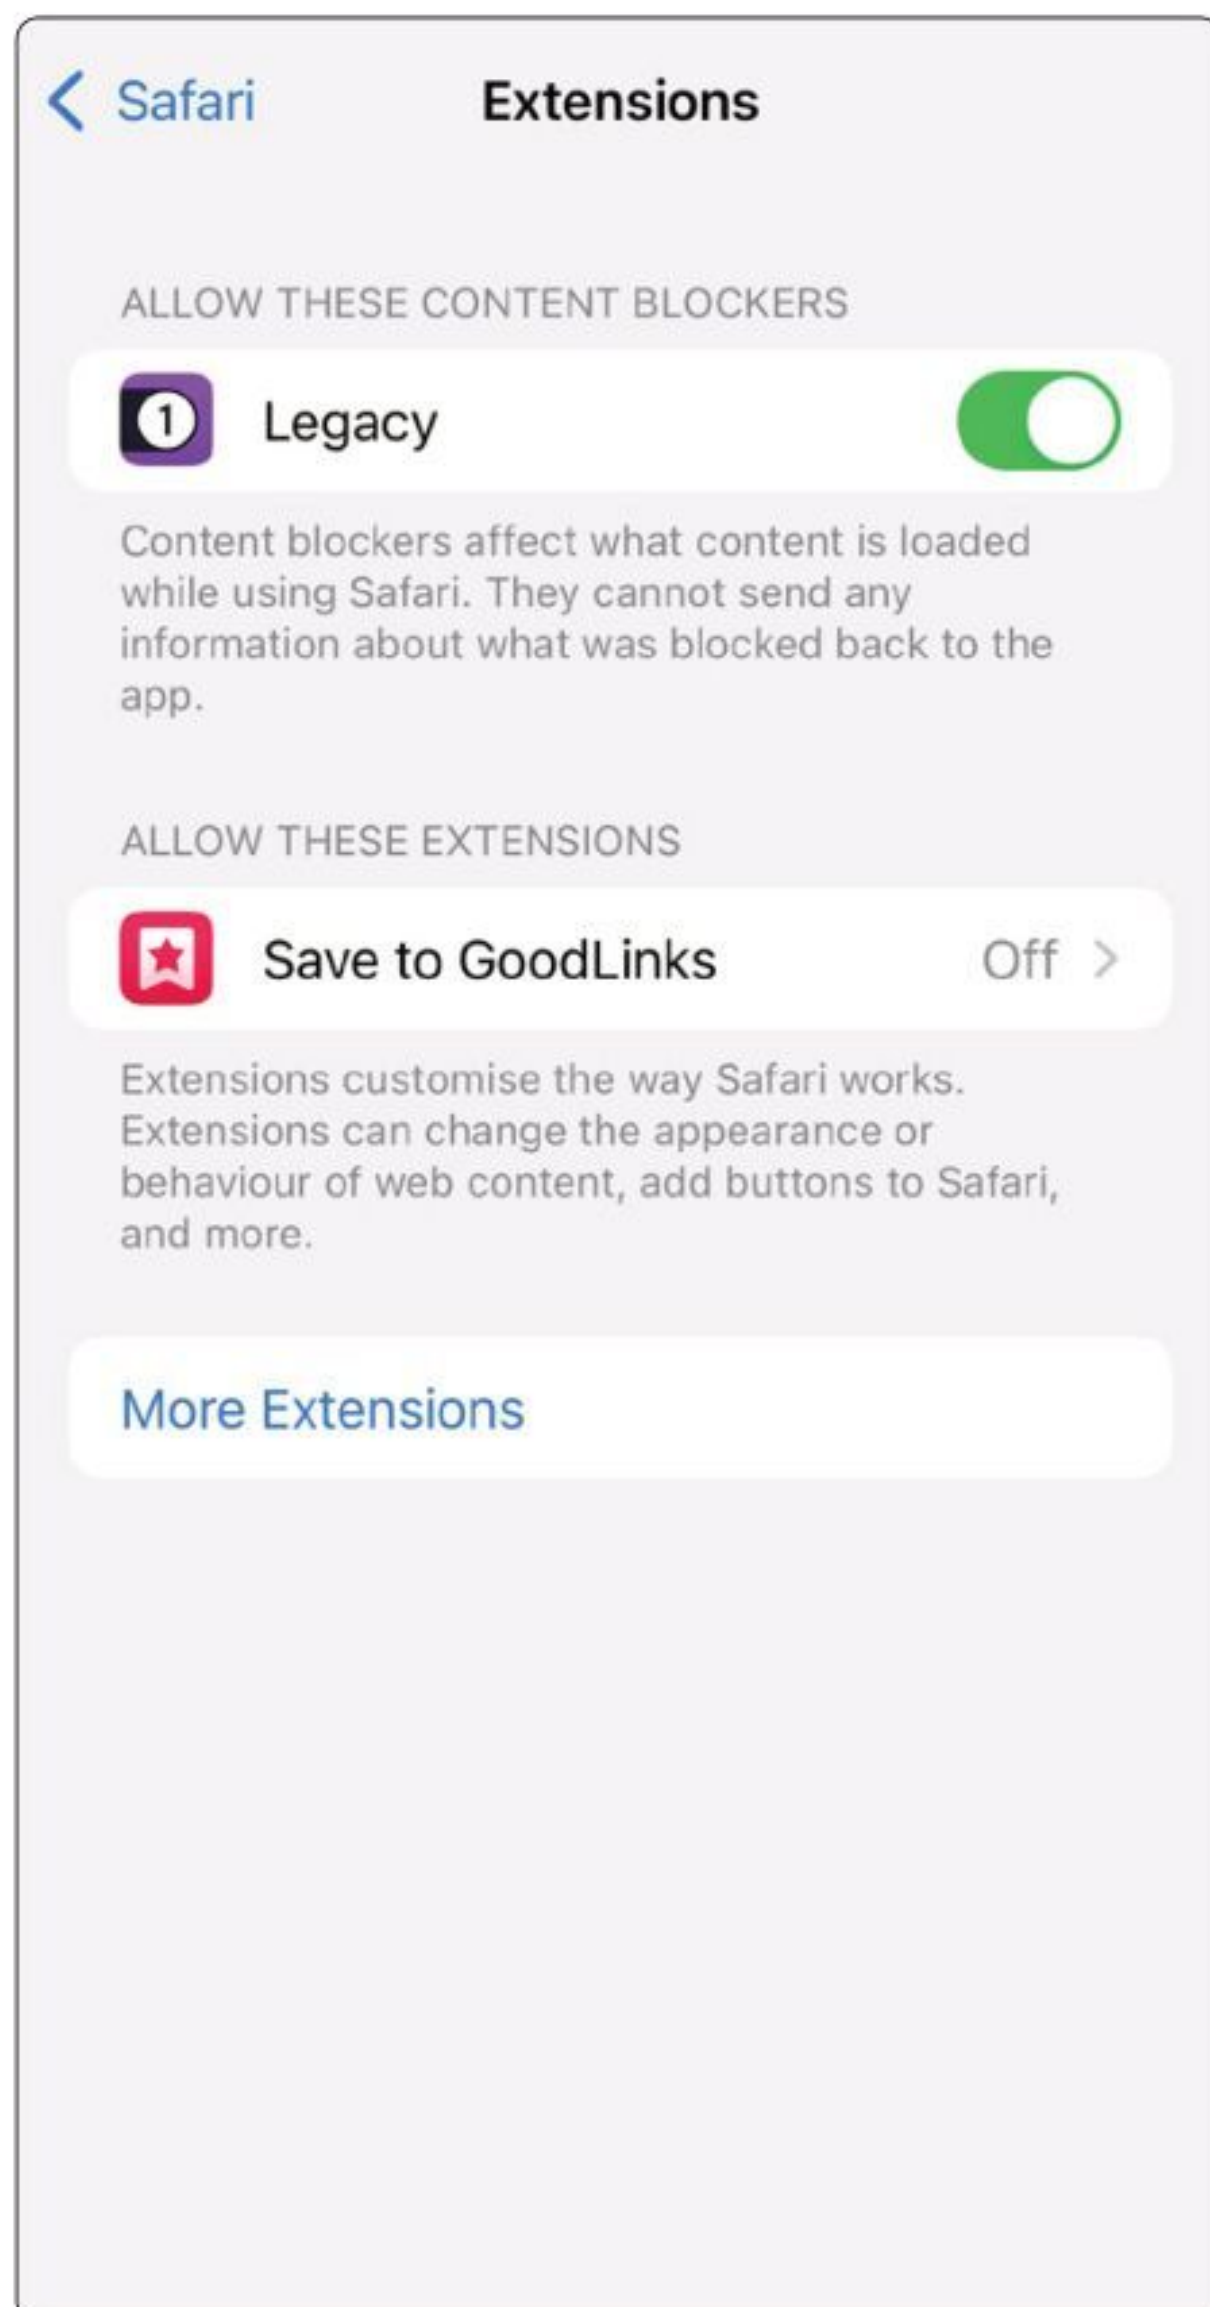 Safari
Extensions
ALLOW THESE CONTENT BLOCKERS
1
Legacy
Content blockers affect what content is loaded
while using Safari. They cannot send any
information about what was blocked back to the
app.
ALLOW THESE EXTENSIONS
Save to GoodLinks
Off
Extensions customise the way Safari works.
Extensions can change the appearance or
behaviour of web content, add buttons to Safari,
and more.
More Extensions